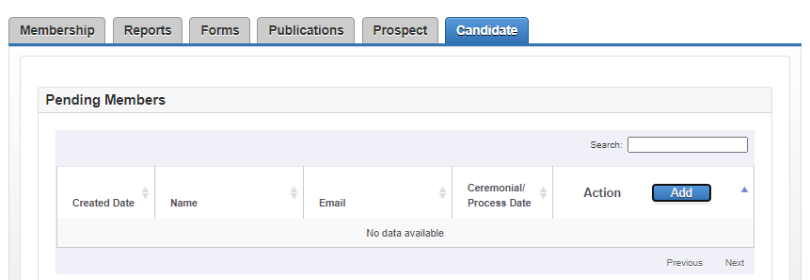 Membership Reports Forms Publications Prospect Candidate
Pending Members
Search:
Created Date Name Email Ceremonial/ Process Date Action Add
No data available
Previous Next